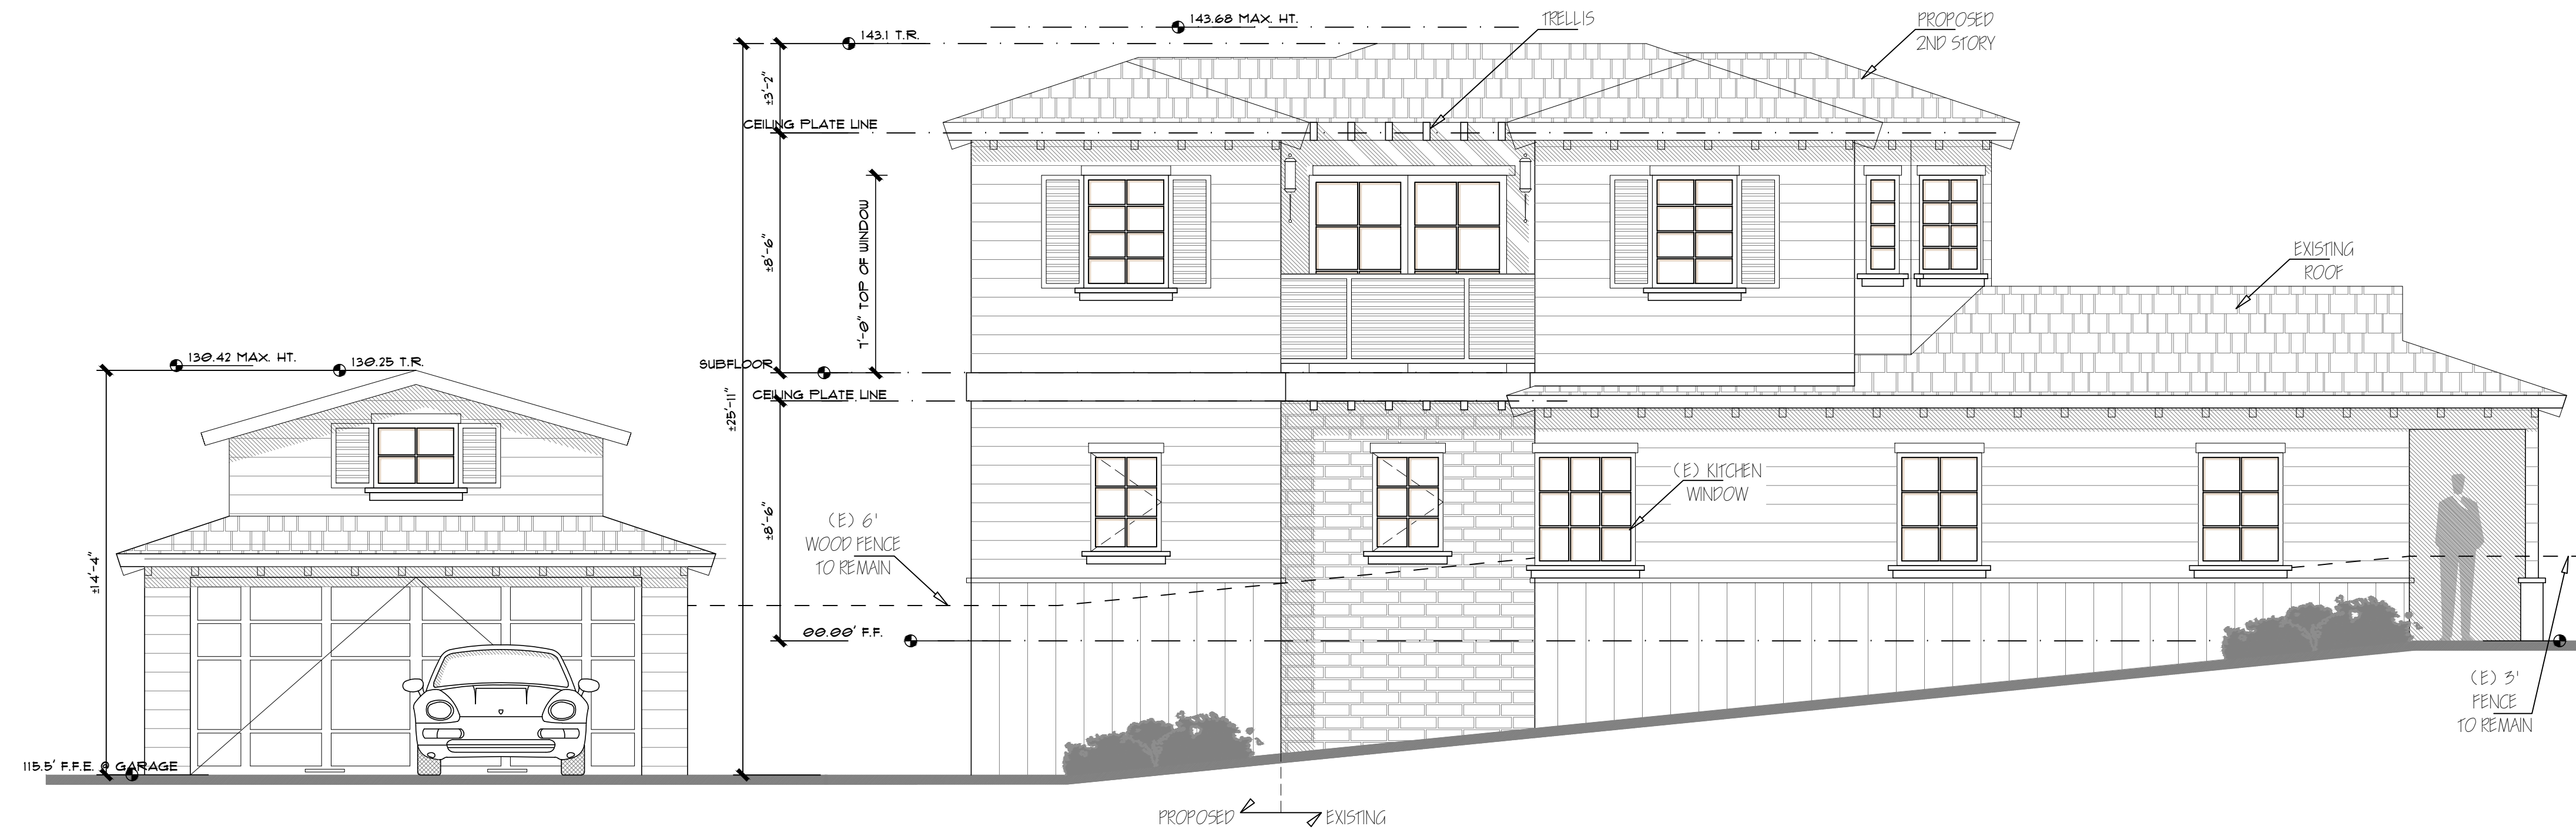 143.68 MAX. HT.
TRELLIS
PROPOSED
2ND STORY
143.1 T.R.
±3'-2"
CEILING PLATE LINE
±8'-6"
7'-0" TOP OF WINDOW
EXISTING
ROOF
130.42 MAX. HT.
130.25 T.R.
SUBFLOOR
CEILING PLATE LINE
±25'-11"
±8'-6"
(E) KITCHEN
WINDOW
(E) 6'
WOOD FENCE
TO REMAIN
±14'-4"
00.00' F.F.
(E) 3'
FENCE
TO REMAIN
115.5' F.F.E. @ GARAGE
PROPOSED
EXISTING